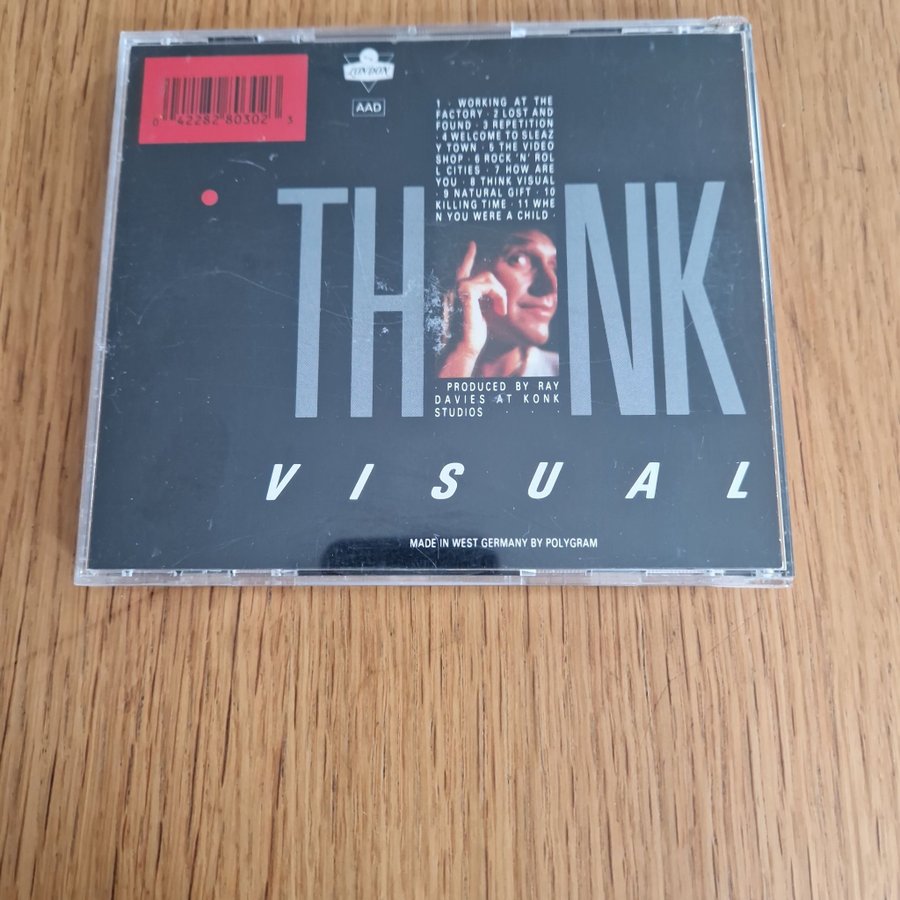 LONDON
AAD
0 42282 80302 3
1 · WORKING AT THE
FACTORY · 2 LOST AND
FOUND · 3 REPETITION
· 4 WELCOME TO SLEAZ
Y TOWN · 5 THE VIDEO
SHOP · 6 ROCK 'N' ROL
L CITIES · 7 HOW ARE
YOU · 8 THINK VISUAL
· 9 NATURAL GIFT · 10
KILLING TIME · 11 WHE
N YOU WERE A CHILD ·
TH NK
· PRODUCED BY RAY
DAVIES AT KONK
STUDIOS · · ·
VISUAL
MADE IN WEST GERMANY BY POLYGRAM